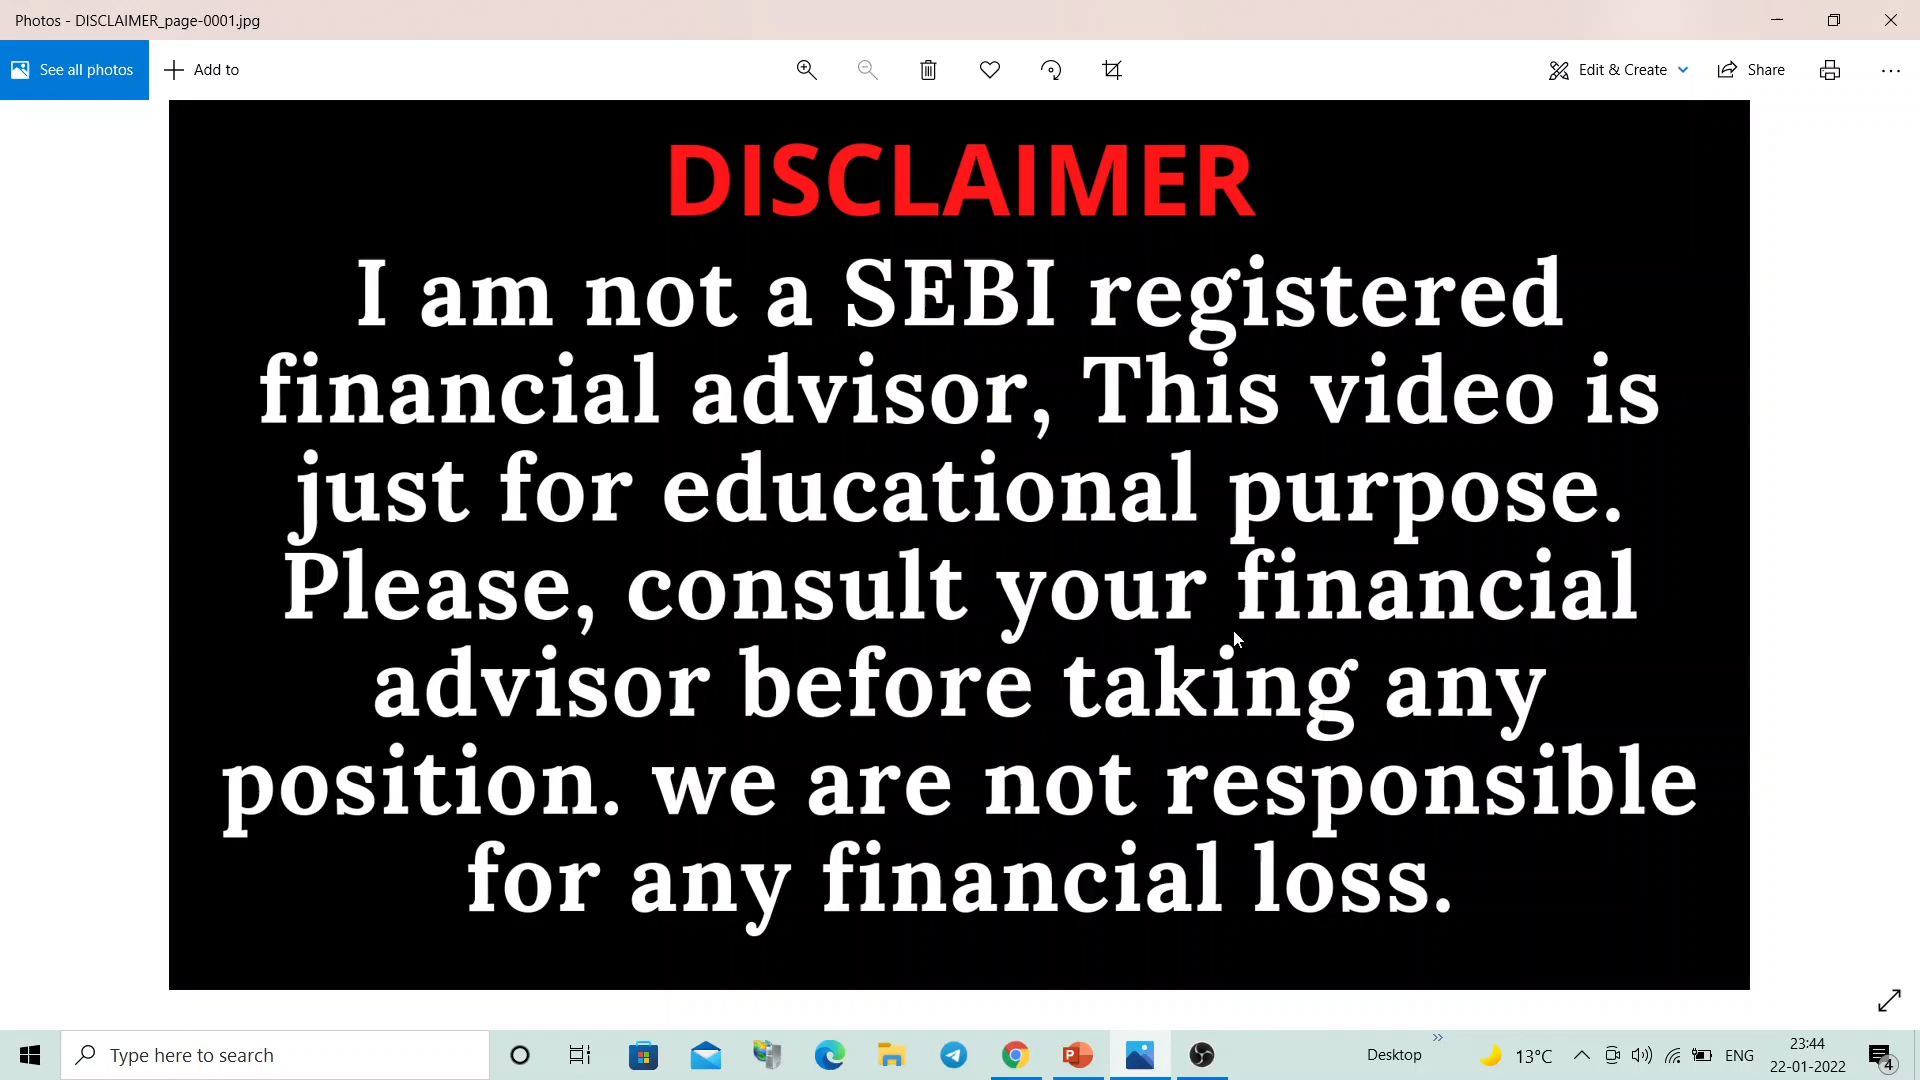 Photos - DISCLAIMER_page-0001.jpg
See all photos
Add to
Edit & Create
Share
DISCLAIMER
I am not a SEBI registered
financial advisor, This video is
just for educational purpose.
Please, consult your financial
advisor before taking any
position. we are not responsible
for any financial loss.
Type here to search
Desktop
13°C
ENG
23:44
22-01-2022
4